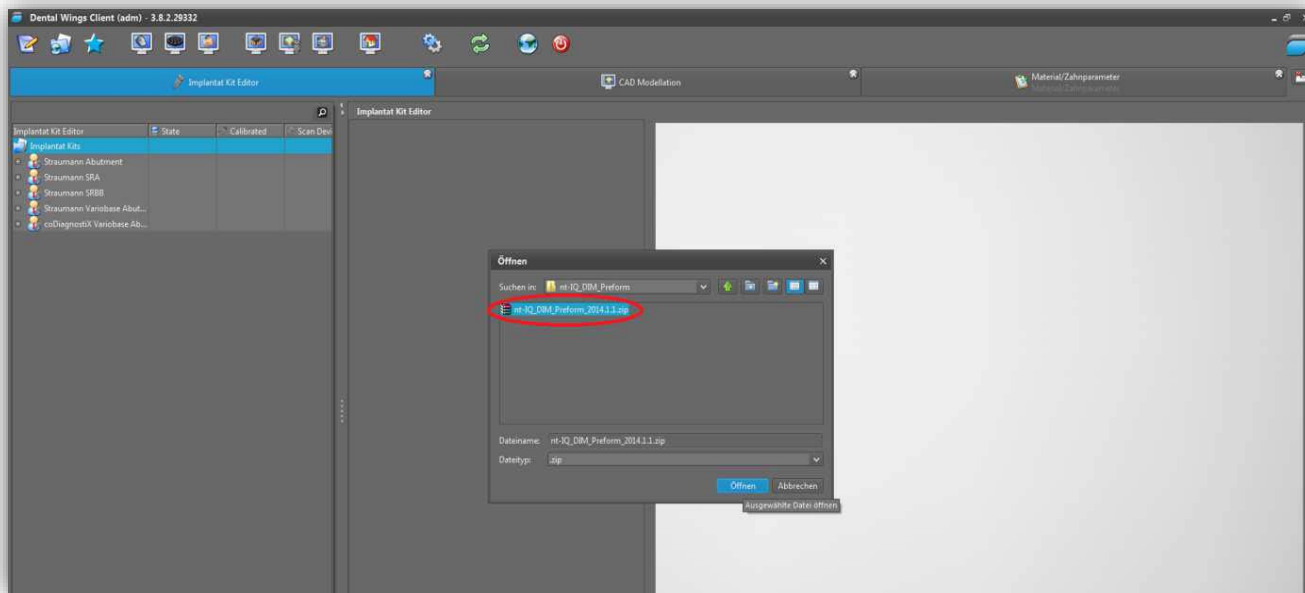 Dental Wings Client (adm) - 3.8.2.29332
Implantat Kit Editor
CAD Modellation
Material/Zahnparameter
Material/Zahnparameter
Implantat Kit Editor
Implantat Kit Editor State Calibrated Scan Devi
Implantat Kits
Straumann Abutment
Straumann SRA
Straumann SRBB
Straumann Variobase Abut...
coDiagnostiX Variobase Ab...
Öffnen
Suchen in: nt-IQ_DIM_Preform
nt-IQ_DIM_Preform_2014.1.1.zip
Dateiname: nt-IQ_DIM_Preform_2014.1.1.zip
Dateityp: .zip
Öffnen Abbrechen
Ausgewählte Datei öffnen